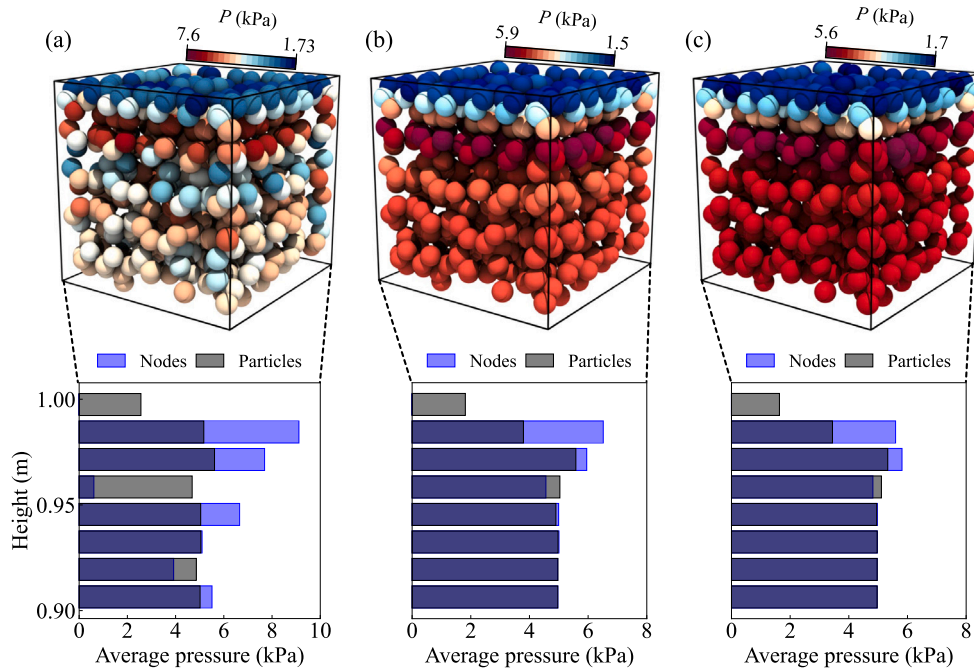 (a)
P (kPa)
7.6
1.73
(b)
P (kPa)
5.9
1.5
(c)
P (kPa)
5.6
1.7
Nodes Particles
Nodes Particles
Nodes Particles
Height (m)
1.00
0.95
0.90
0 2 4 6 8 10
Average pressure (kPa)
0 2 4 6 8
Average pressure (kPa)
0 2 4 6 8
Average pressure (kPa)